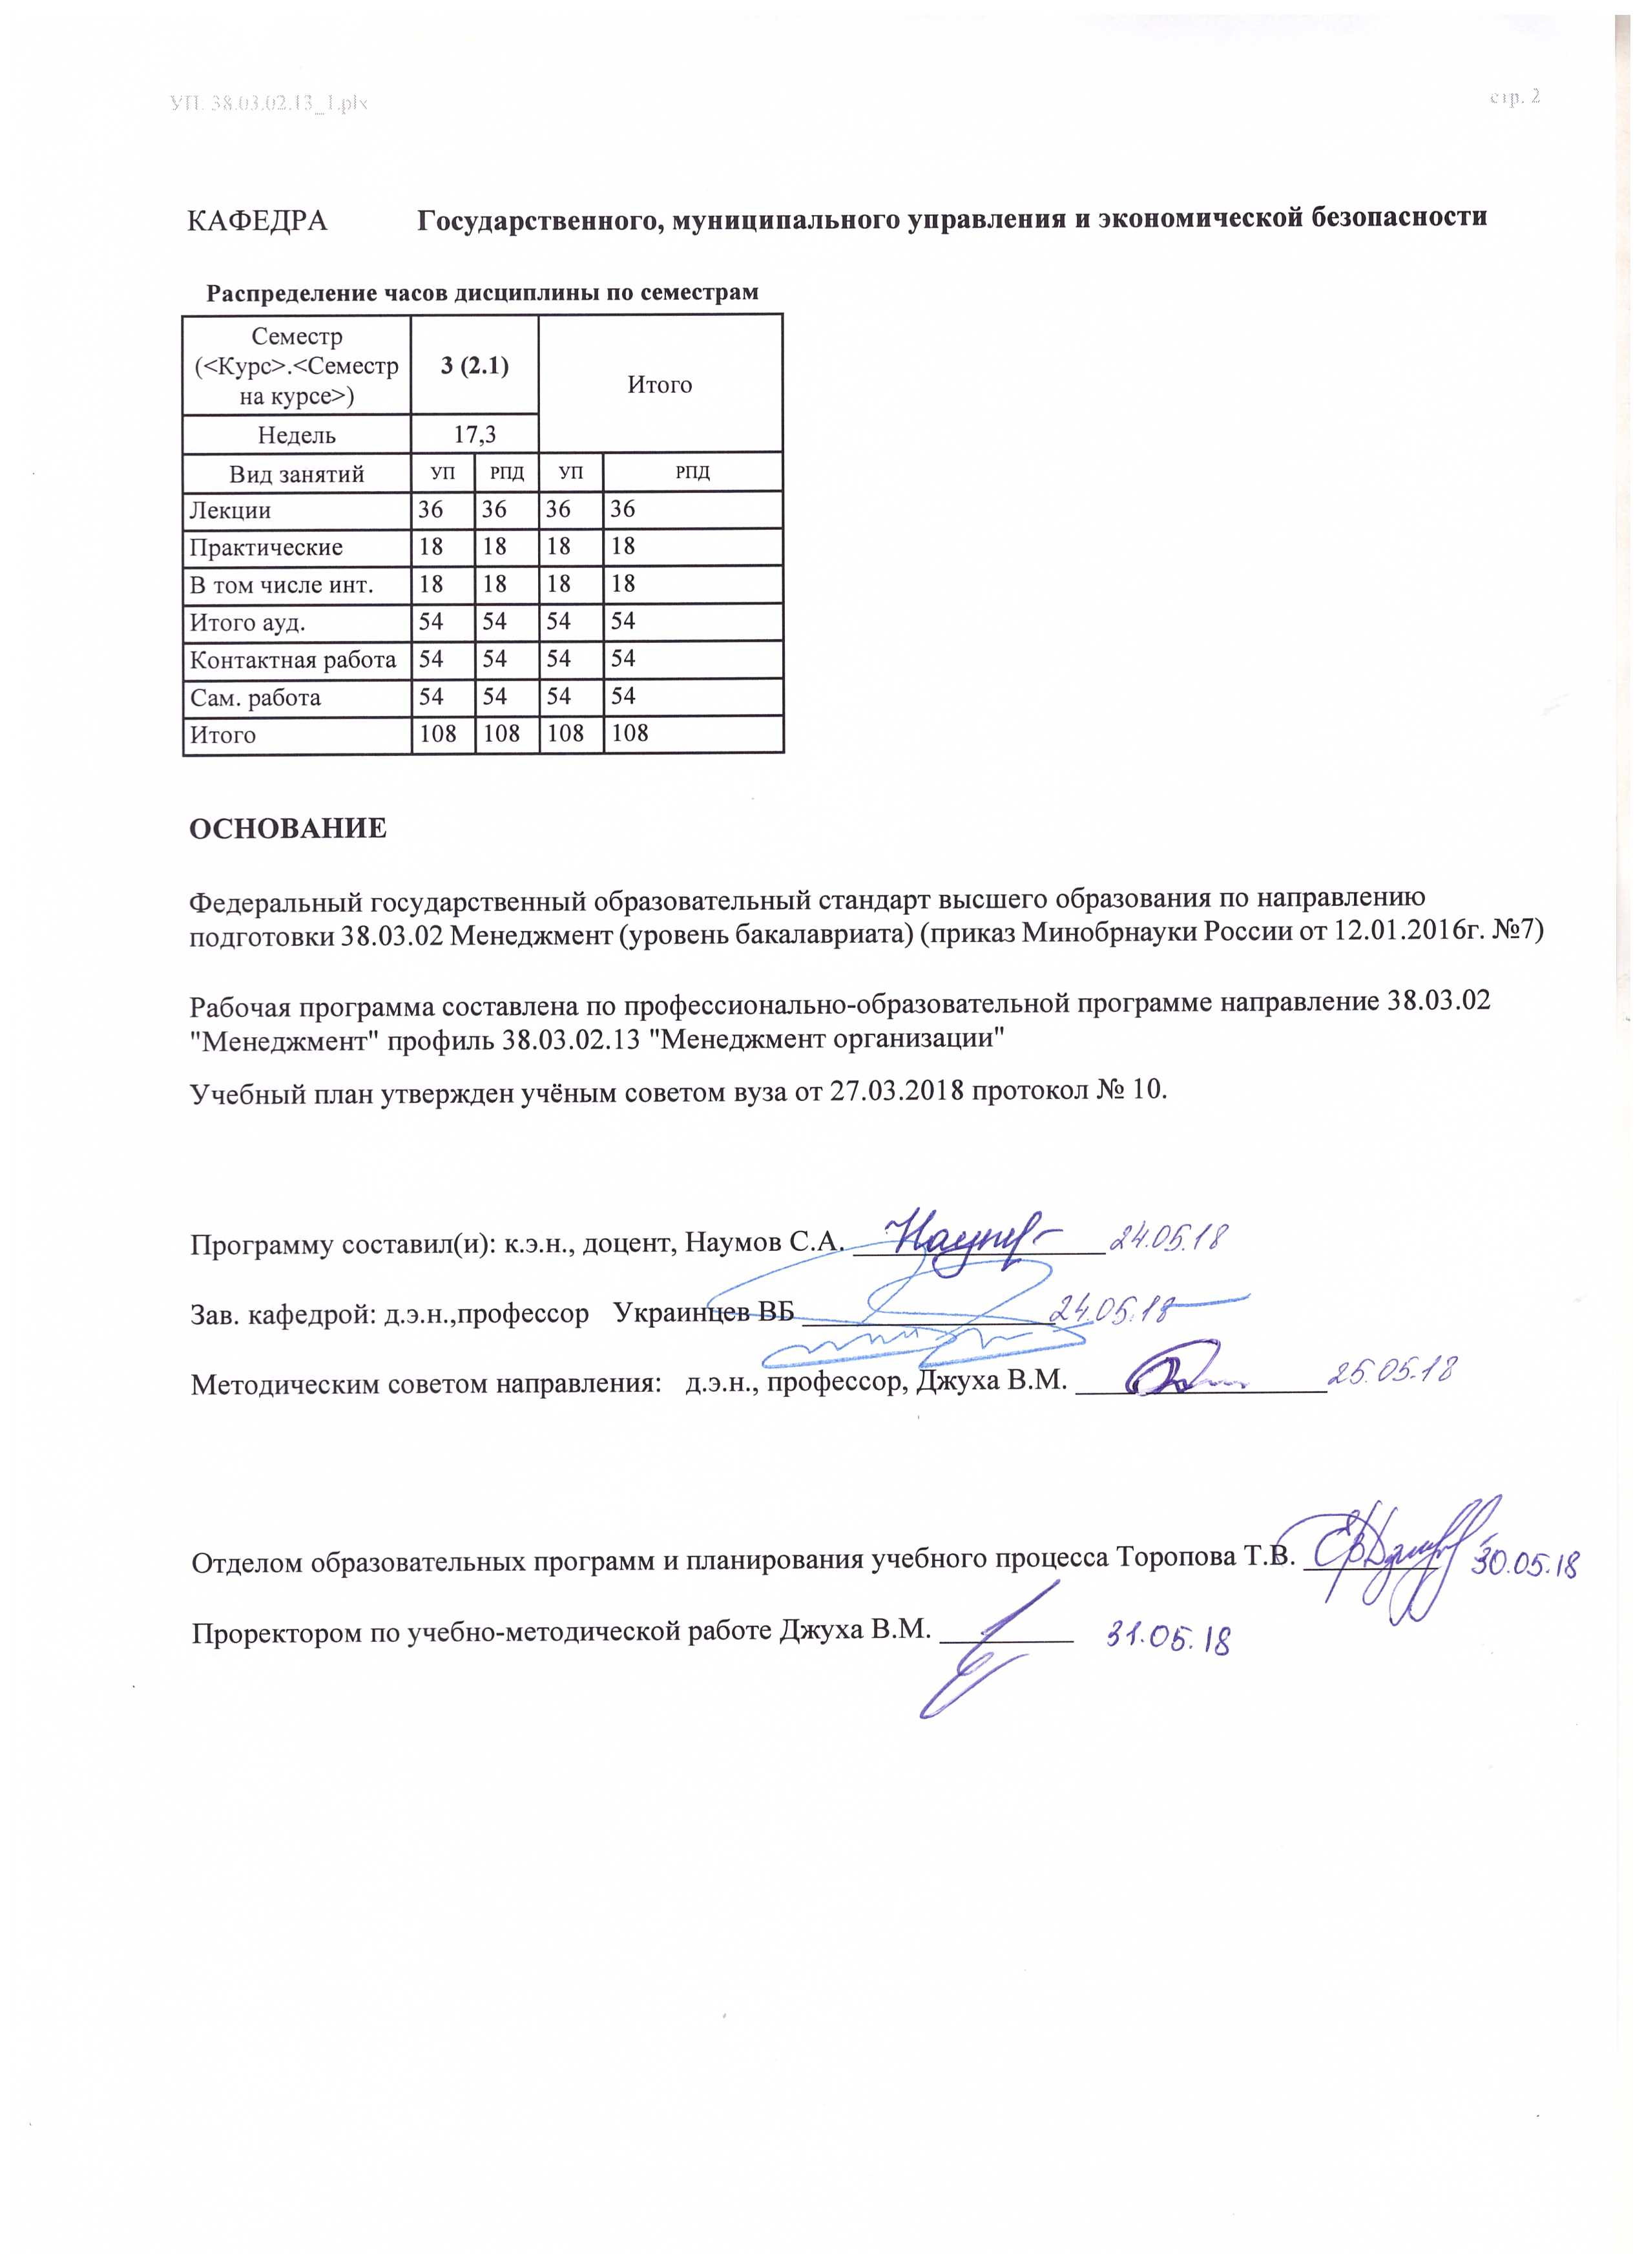 УП. 38.03.02.13_1.plx стр. 2
КАФЕДРА Государственного, муниципального управления и экономической безопасности
Распределение часов дисциплины по семестрам
Семестр
(<Курс>.<Семестр
на курсе>)
3 (2.1)
Итого
Недель 17,3
Вид занятий УП РПД УП РПД
Лекции 36 36 36 36
Практические 18 18 18 18
В том числе инт. 18 18 18 18
Итого ауд. 54 54 54 54
Контактная работа 54 54 54 54
Сам. работа 54 54 54 54
Итого 108 108 108 108
ОСНОВАНИЕ
Федеральный государственный образовательный стандарт высшего образования по направлению
подготовки 38.03.02 Менеджмент (уровень бакалавриата) (приказ Минобрнауки России от 12.01.2016г. №7)
Рабочая программа составлена по профессионально-образовательной программе направление 38.03.02
"Менеджмент" профиль 38.03.02.13 "Менеджмент организации"
Учебный план утвержден учёным советом вуза от 27.03.2018 протокол № 10.
Программу составил(и): к.э.н., доцент, Наумов С.А. 24.05.18
Зав. кафедрой: д.э.н.,профессор Украинцев ВБ 24.05.18
Методическим советом направления: д.э.н., профессор, Джуха В.М. 25.05.18
Отделом образовательных программ и планирования учебного процесса Торопова Т.В. 30.05.18
Проректором по учебно-методической работе Джуха В.М. 31.05.18